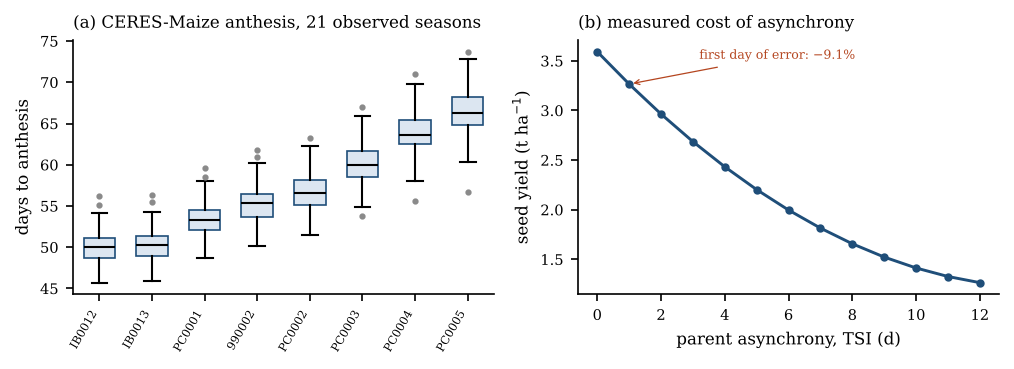 (a) CERES-Maize anthesis, 21 observed seasons
75
70
65
60
55
50
45
days to anthesis
IB0012
IB0013
PC0001
990002
PC0002
PC0003
PC0004
PC0005
(b) measured cost of asynchrony
first day of error: −9.1%
3.5
3.0
2.5
2.0
1.5
seed yield (t ha⁻¹)
0 2 4 6 8 10 12
parent asynchrony, TSI (d)